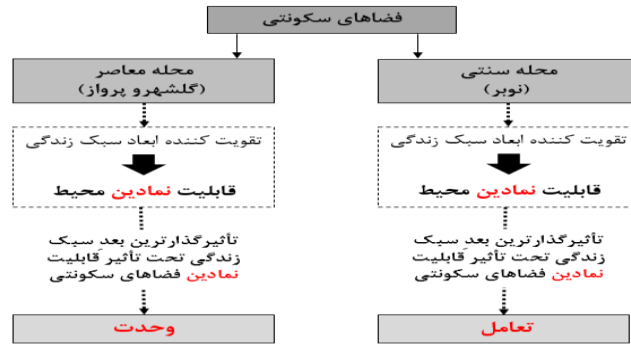 فضاهای سکونتی
محله سنتی
(نوبر)
تقویت کننده ابعاد سبک زندگی
قابلیت نمادین محیط
تأثیرگذارترین بعد سبک
زندگی تحت تأثیر قابلیت
نمادین فضاهای سکونتی
تعامل
محله معاصر
(گلشهرو پرواز)
تقویت کننده ابعاد سبک زندگی
قابلیت نمادین محیط
تأثیرگذارترین بعد سبک
زندگی تحت تأثیر قابلیت
نمادین فضاهای سکونتی
وحدت